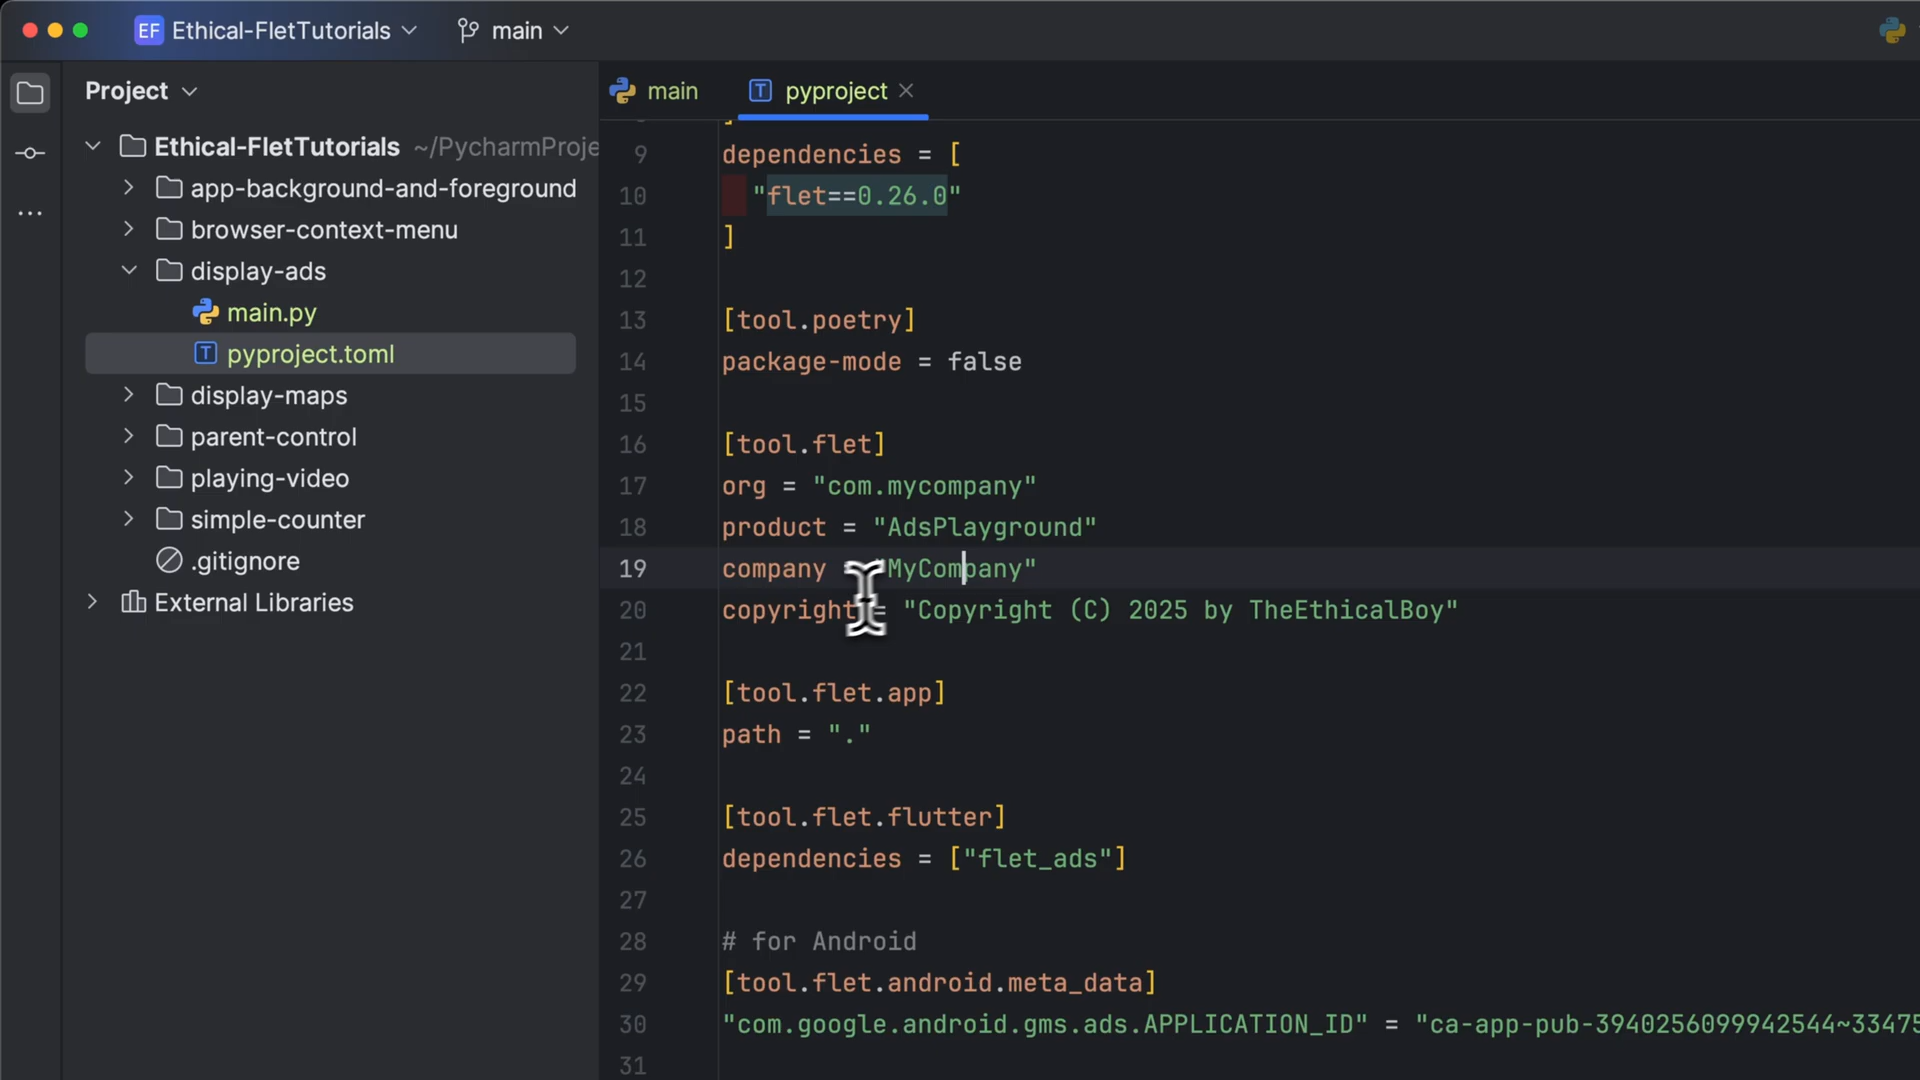 EF Ethical-FletTutorials main
Project
Ethical-FletTutorials ~/PycharmProje
app-background-and-foreground
browser-context-menu
display-ads
main.py
pyproject.toml
display-maps
parent-control
playing-video
simple-counter
.gitignore
External Libraries
main pyproject
9 dependencies = [
10 "flet==0.26.0"
11 ]
12
13 [tool.poetry]
14 package-mode = false
15
16 [tool.flet]
17 org = "com.mycompany"
18 product = "AdsPlayground"
19 company = "MyCompany"
20 copyright = "Copyright (C) 2025 by TheEthicalBoy"
21
22 [tool.flet.app]
23 path = "."
24
25 [tool.flet.flutter]
26 dependencies = ["flet_ads"]
27
28 # for Android
29 [tool.flet.android.meta_data]
30 "com.google.android.gms.ads.APPLICATION_ID" = "ca-app-pub-3940256099942544~33475
31